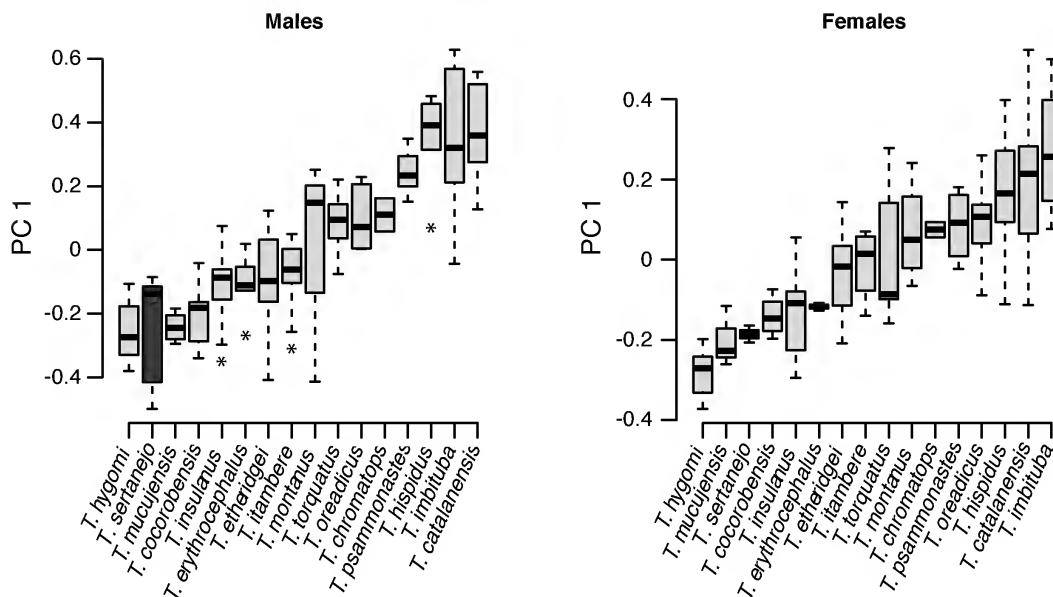 Males
PC 1
0.6
0.4
0.2
0
-0.2
-0.4
*
*
*
*
T. hygomi
T. sertanejo
T. mucujensis
T. cocorobensis
T. insulanus
T. erythrocephalus
T. etheridgei
T. itambere
T. montanus
T. torquatus
T. oreadicus
T. chromatops
T. psammonastes
T. hispidus
T. imbituba
T. catalanensis
Females
PC 1
0.4
0.2
0
-0.2
-0.4
T. hygomi
T. mucujensis
T. sertanejo
T. cocorobensis
T. insulanus
T. erythrocephalus
T. etheridgei
T. itambere
T. torquatus
T. montanus
T. chromatops
T. psammonastes
T. oreadicus
T. hispidus
T. catalanensis
T. imbituba